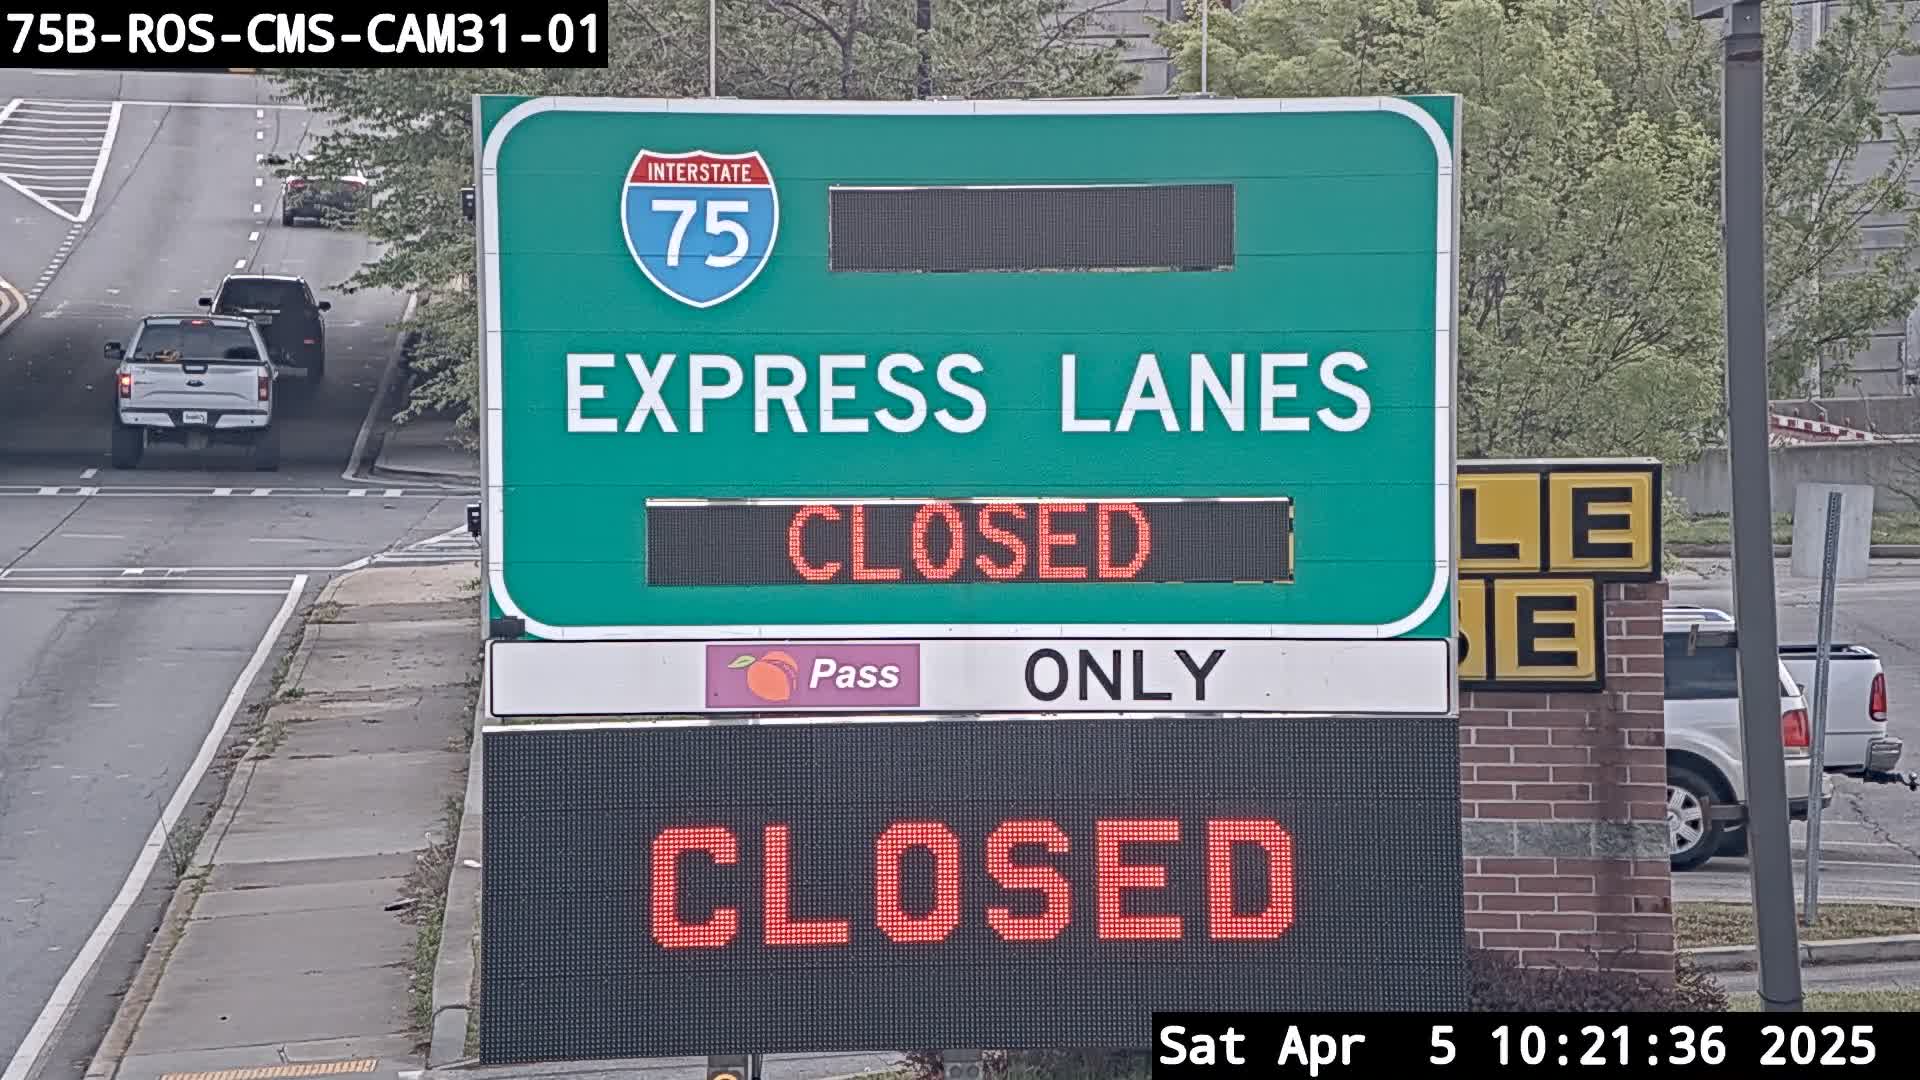 75B-ROS-CMS-CAM31-01
INTERSTATE
75
EXPRESS LANES
CLOSED
Pass ONLY
CLOSED
LE
E
Sat Apr 5 10:21:36 2025